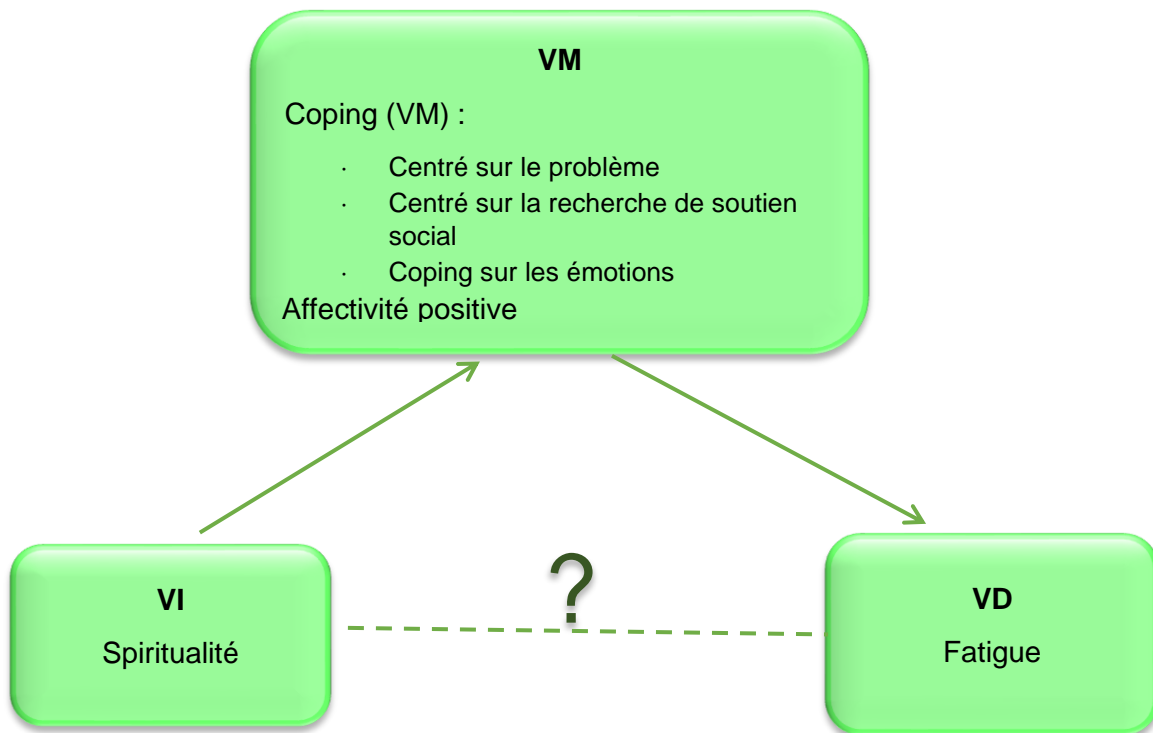 VM
Coping (VM) :
· Centré sur le problème
· Centré sur la recherche de soutien
social
· Coping sur les émotions
Affectivité positive
?
VI
Spiritualité
VD
Fatigue